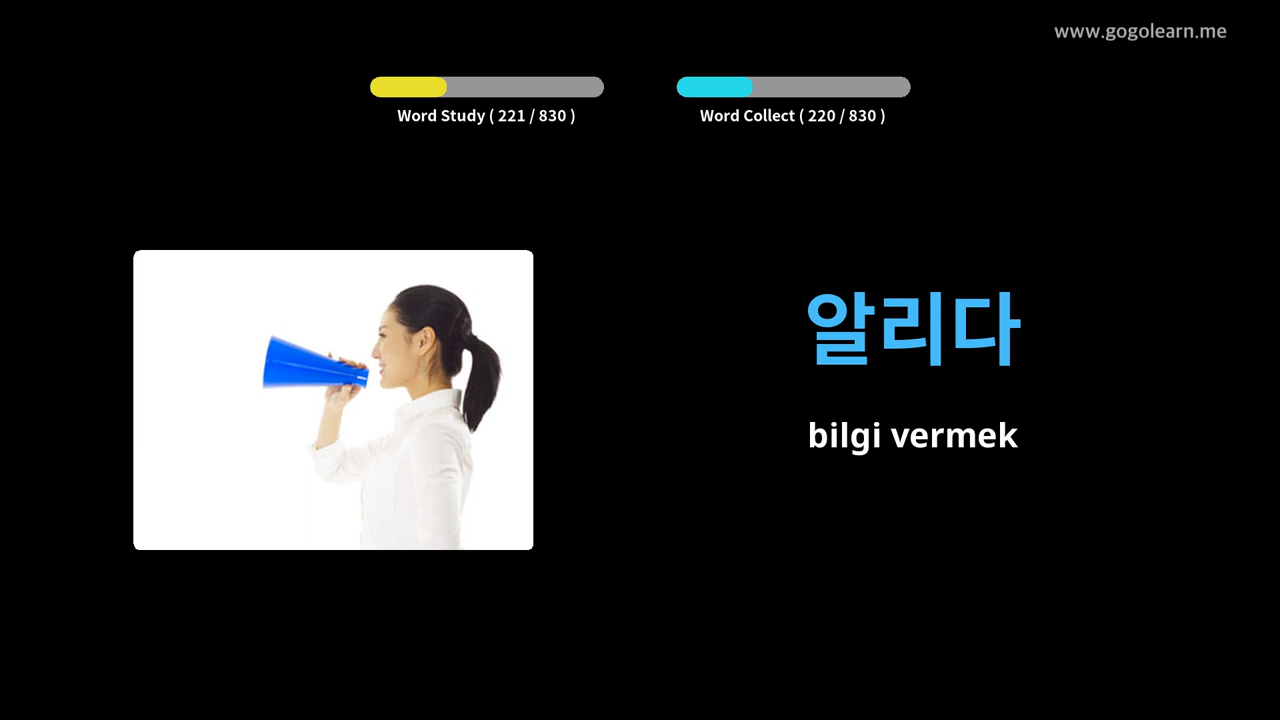 www.gogolearn.me
Word Study ( 221 / 830 )
Word Collect ( 220 / 830 )
알리다
bilgi vermek